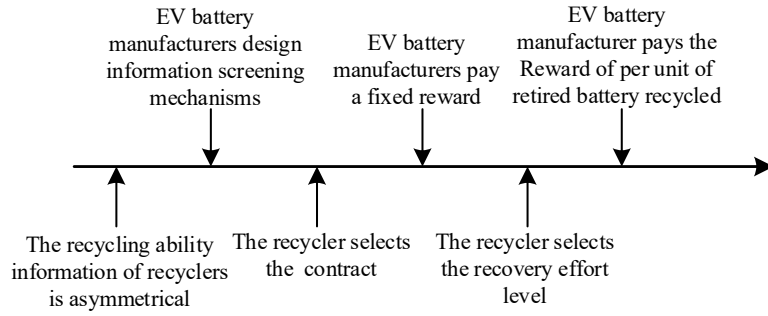 EV battery
manufacturers design
information screening
mechanisms
EV battery
manufacturers pay
a fixed reward
EV battery
manufacturer pays the
Reward of per unit of
retired battery recycled
The recycling ability
information of recyclers
is asymmetrical
The recycler selects
the contract
The recycler selects
the recovery effort
level